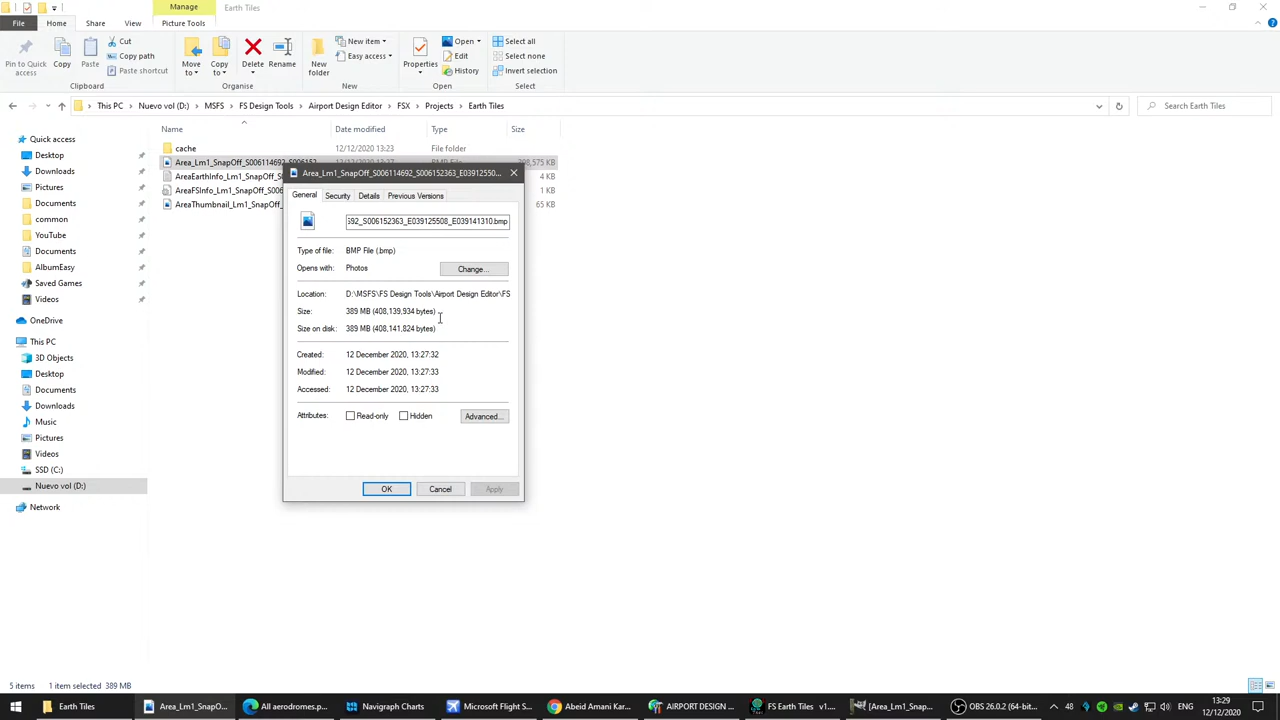 Manage
Earth Tiles
File
Home
Share
View
Picture Tools
Pin to Quick access
Copy
Paste
Cut
Copy path
Paste shortcut
Clipboard
Move to
Copy to
Delete
Rename
Organise
New folder
New item
Easy access
New
Properties
Open
Edit
History
Open
Select all
Select none
Invert selection
Select
This PC > Nuevo vol (D:) > MSFS > FS Design Tools > Airport Design Editor > FSX > Projects > Earth Tiles
Search Earth Tiles
Name
Date modified
Type
Size
cache
12/12/2020 13:23
File folder
Area_Lm1_SnapOff_S006114692_S006152
AreaEarthInfo_Lm1_SnapOff_S
4 KB
AreaFSInfo_Lm1_SnapOff_S006
1 KB
AreaThumbnail_Lm1_SnapOff_
65 KB
Quick access
Desktop
Downloads
Pictures
Documents
common
YouTube
Documents
AlbumEasy
Saved Games
Videos
OneDrive
This PC
3D Objects
Desktop
Documents
Downloads
Music
Pictures
Videos
SSD (C:)
Nuevo vol (D:)
Network
Area_Lm1_SnapOff_S006114692_S006152363_E03912550...
General
Security
Details
Previous Versions
692_S006152363_E039125508_E039141310.bmp
Type of file: BMP File (.bmp)
Opens with: Photos
Change...
Location: D:\MSFS\FS Design Tools\Airport Design Editor\FS
Size: 389 MB (408,139,934 bytes)
Size on disk: 389 MB (408,141,824 bytes)
Created: 12 December 2020, 13:27:32
Modified: 12 December 2020, 13:27:33
Accessed: 12 December 2020, 13:27:33
Attributes: Read-only Hidden
Advanced...
OK
Cancel
Apply
5 items
1 item selected 389 MB
Earth Tiles
Area_Lm1_SnapO...
All aerodromes.p...
Navigraph Charts
Microsoft Flight S...
Abeid Amani Kar...
AIRPORT DESIGN ...
FS Earth Tiles v1...
[Area_Lm1_Snap...
OBS 26.0.2 (64-bit...
48
13:29
12/12/2020